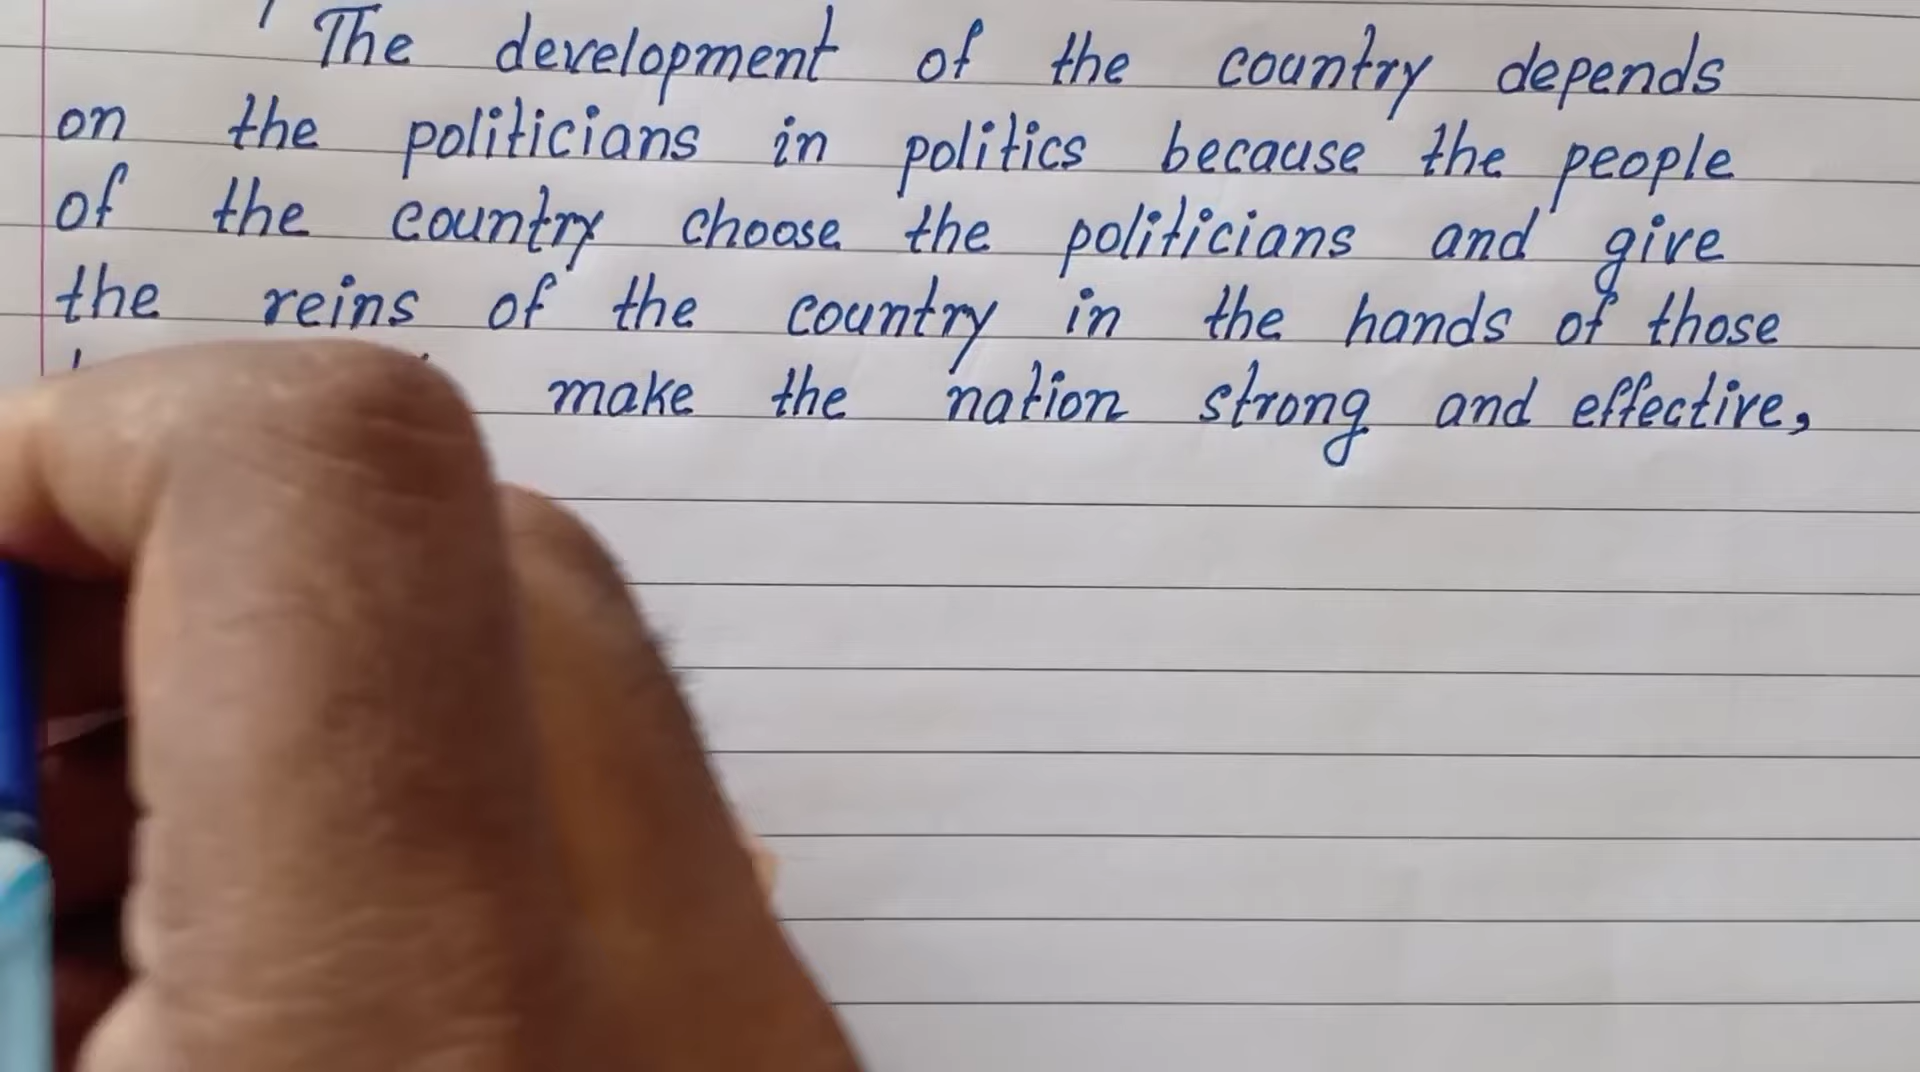 The development of the country depends
on the politicians in politics because the people
of the country choose the politicians and give
the reins of the country in the hands of those
make the nation strong and effective,